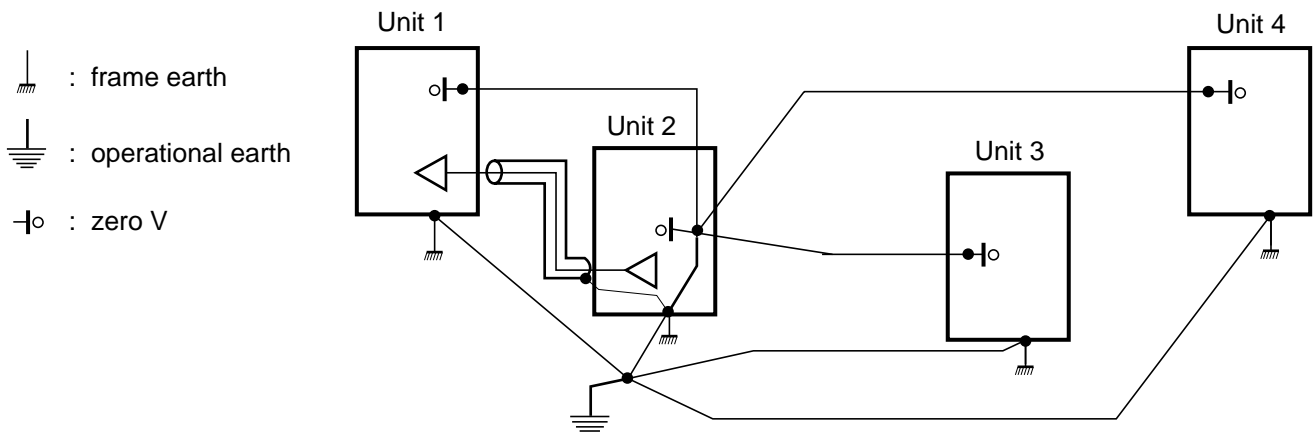 Unit 1
Unit 4
: frame earth
Unit 2
: operational earth
Unit 3
: zero V